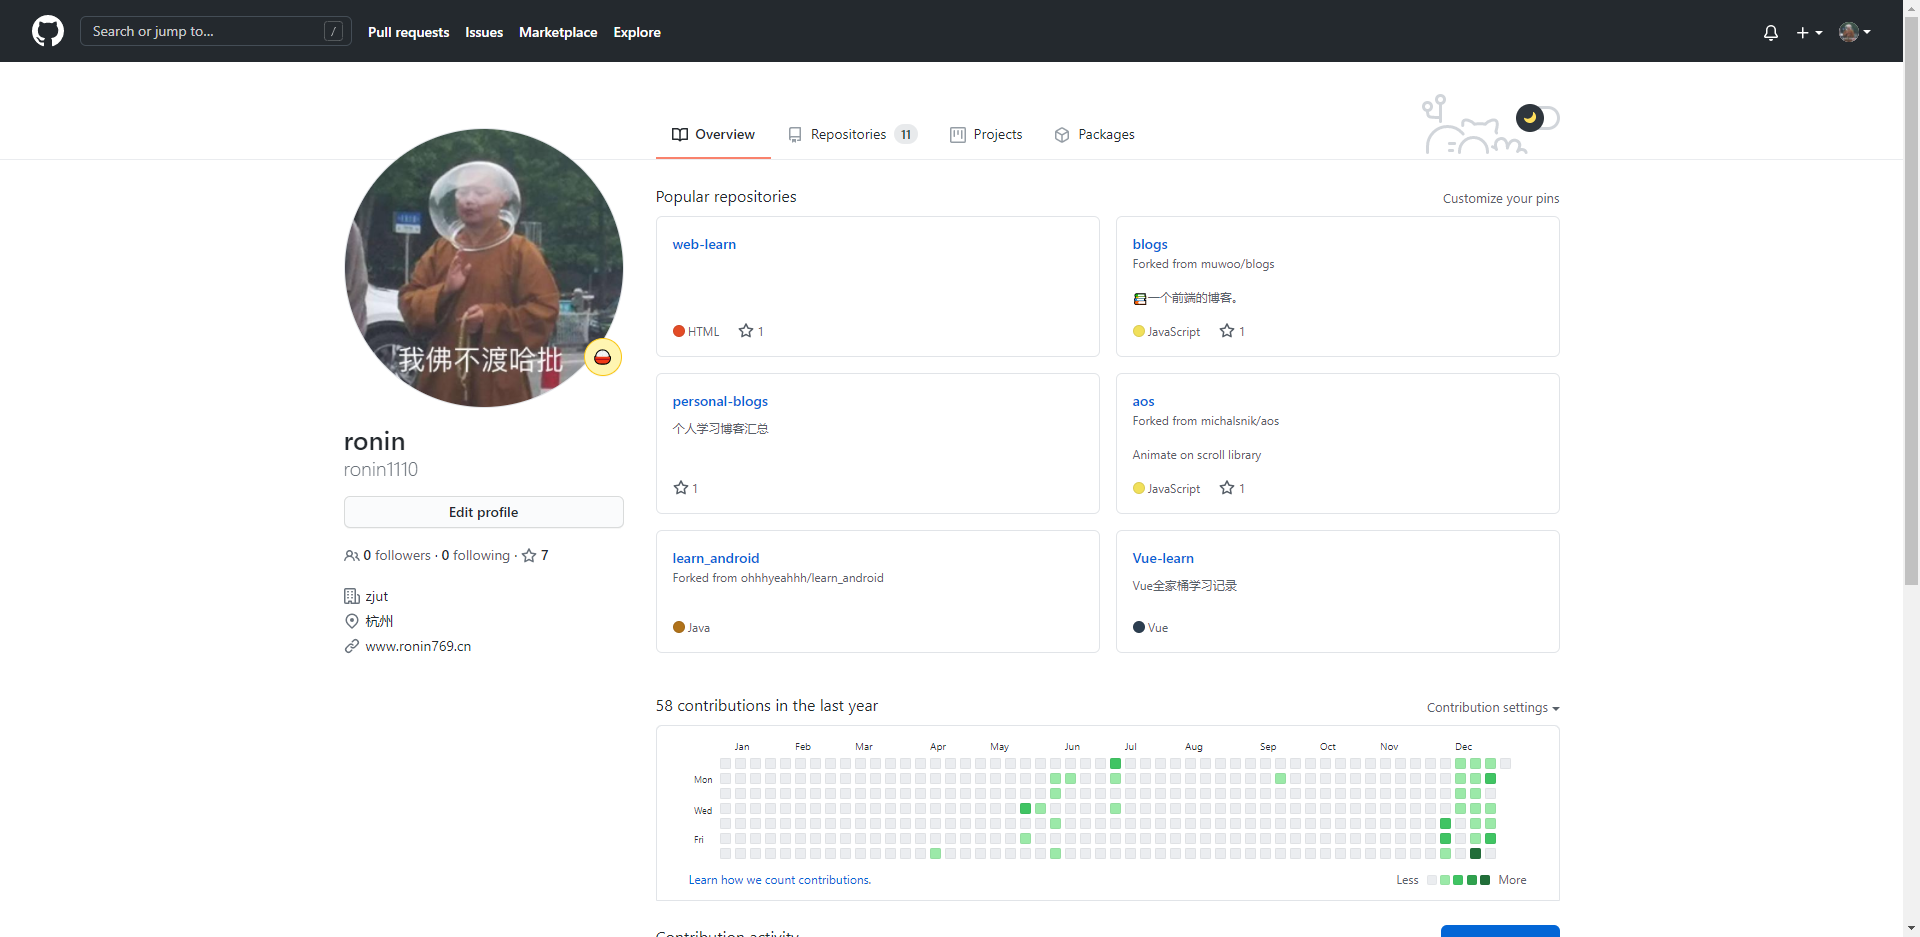 Search or jump to... /
Pull requests Issues Marketplace Explore
Overview Repositories 11 Projects Packages
我佛不渡哈批
ronin
ronin1110
Edit profile
0 followers · 0 following · 7
zjut
杭州
www.ronin769.cn
Popular repositories Customize your pins
web-learn
HTML 1
blogs
Forked from muwoo/blogs
一个前端的博客。
JavaScript 1
personal-blogs
个人学习博客汇总
1
aos
Forked from michalsnik/aos
Animate on scroll library
JavaScript 1
learn_android
Forked from ohhhyeahhh/learn_android
Java
Vue-learn
Vue全家桶学习记录
Vue
58 contributions in the last year Contribution settings
Jan Feb Mar Apr May Jun Jul Aug Sep Oct Nov Dec
Mon
Wed
Fri
Learn how we count contributions. Less More
Contribution activity